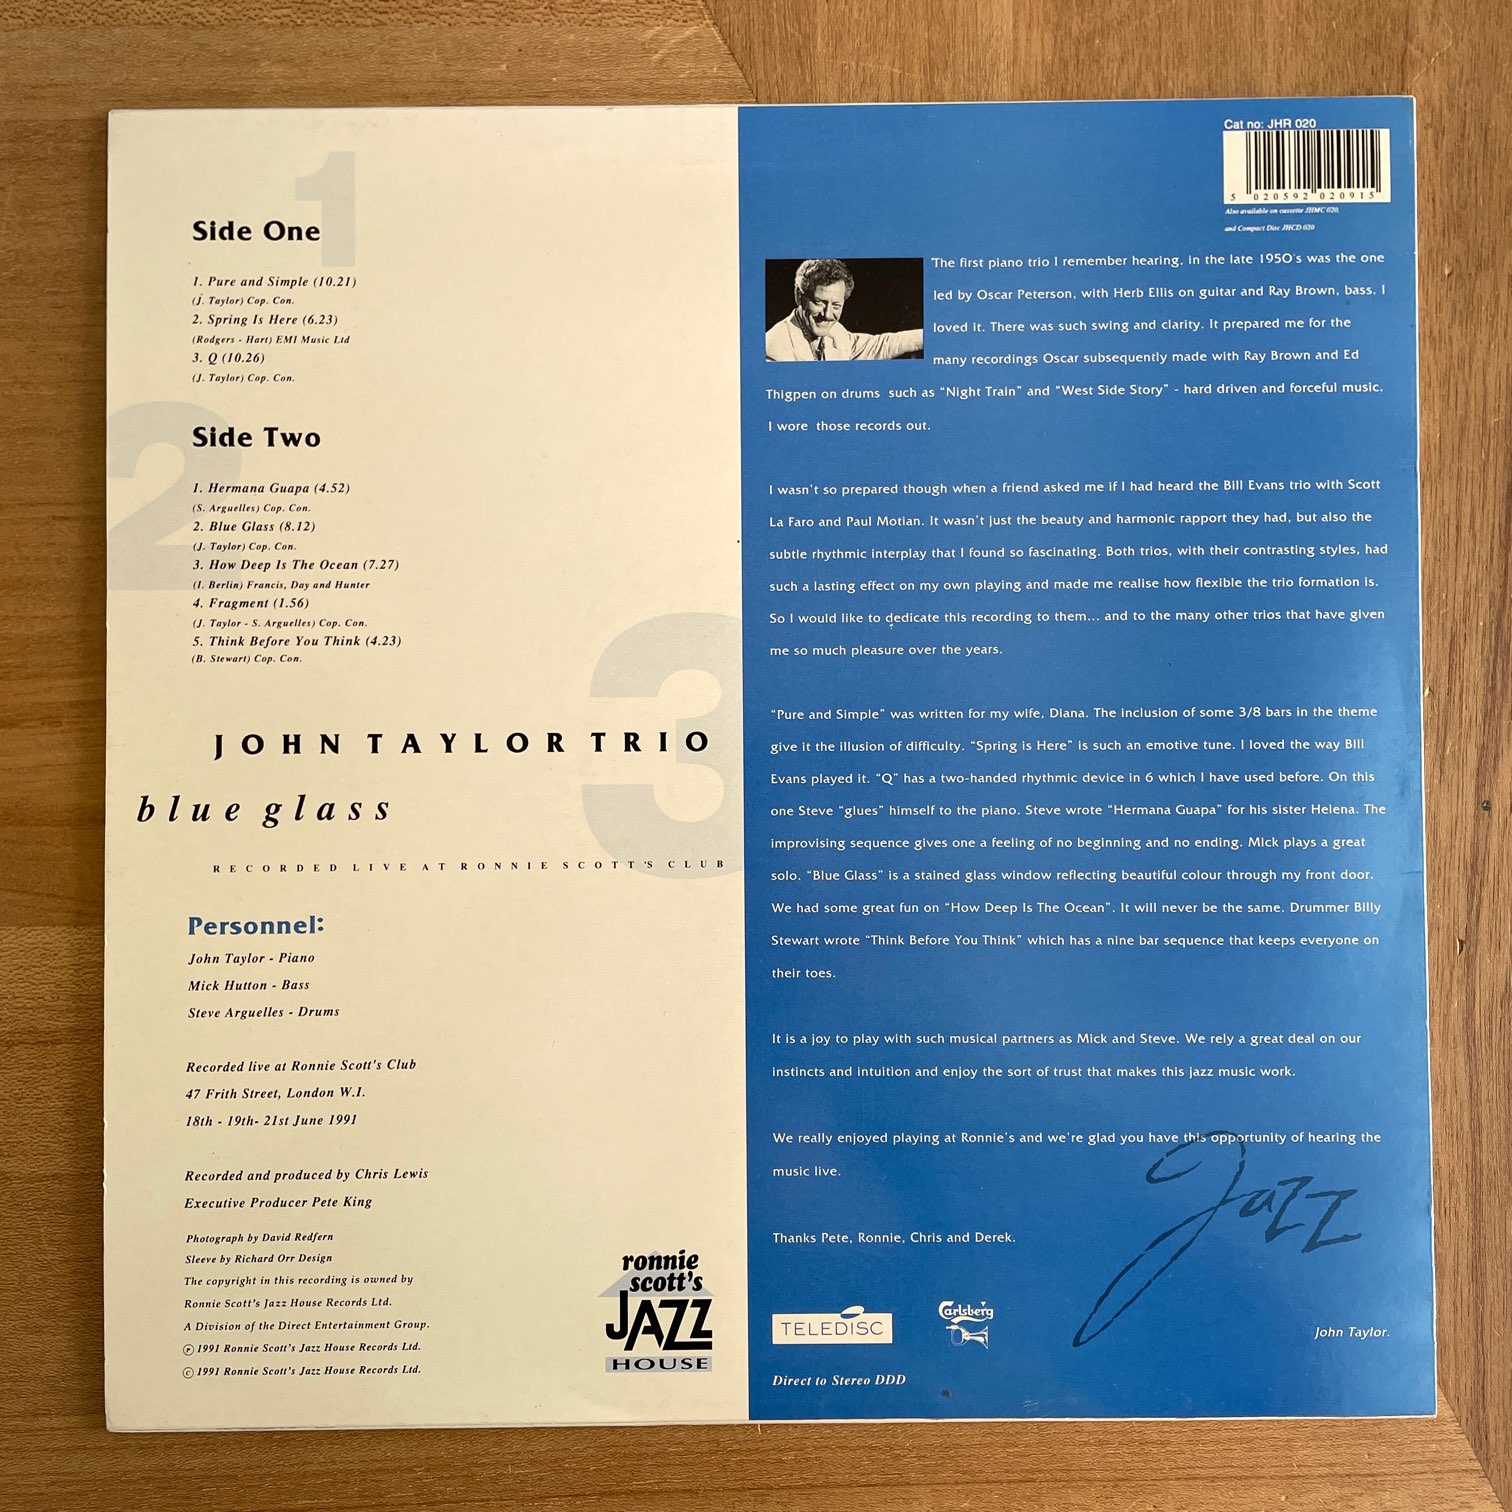 1
Side One
1. Pure and Simple (10.21)
(J. Taylor) Cop. Con.
2. Spring Is Here (6.23)
(Rodgers - Hart) EMI Music Ltd
3. Q (10.26)
(J. Taylor) Cop. Con.
2
Side Two
1. Hermana Guapa (4.52)
(S. Arguelles) Cop. Con.
2. Blue Glass (8.12)
(J. Taylor) Cop. Con.
3. How Deep Is The Ocean (7.27)
(I. Berlin) Francis, Day and Hunter
4. Fragment (1.56)
(J. Taylor - S. Arguelles) Cop. Con.
5. Think Before You Think (4.23)
(B. Stewart) Cop. Con.
3
JOHN TAYLOR TRIO
blue glass
RECORDED LIVE AT RONNIE SCOTT'S CLUB
Personnel:
John Taylor - Piano
Mick Hutton - Bass
Steve Arguelles - Drums
Recorded live at Ronnie Scott's Club
47 Frith Street, London W.I.
18th - 19th- 21st June 1991
Recorded and produced by Chris Lewis
Executive Producer Pete King
Photograph by David Redfern
Sleeve by Richard Orr Design
The copyright in this recording is owned by
Ronnie Scott's Jazz House Records Ltd.
A Division of the Direct Entertainment Group.
Ⓟ 1991 Ronnie Scott's Jazz House Records Ltd.
© 1991 Ronnie Scott's Jazz House Records Ltd.
ronnie
scott's
JAZZ
HOUSE
Cat no: JHR 020
5 020592 020915
Also available on cassette JHMC 020,
and Compact Disc JHCD 020
The first piano trio I remember hearing, in the late 1950's was the one
led by Oscar Peterson, with Herb Ellis on guitar and Ray Brown, bass. I
loved it. There was such swing and clarity. It prepared me for the
many recordings Oscar subsequently made with Ray Brown and Ed
Thigpen on drums such as “Night Train” and “West Side Story” - hard driven and forceful music.
I wore those records out.
I wasn't so prepared though when a friend asked me if I had heard the Bill Evans trio with Scott
La Faro and Paul Motian. It wasn't just the beauty and harmonic rapport they had, but also the
subtle rhythmic interplay that I found so fascinating. Both trios, with their contrasting styles, had
such a lasting effect on my own playing and made me realise how flexible the trio formation is.
So I would like to dedicate this recording to them... and to the many other trios that have given
me so much pleasure over the years.
“Pure and Simple” was written for my wife, Diana. The inclusion of some 3/8 bars in the theme
give it the illusion of difficulty. “Spring is Here” is such an emotive tune. I loved the way Bill
Evans played it. “Q” has a two-handed rhythmic device in 6 which I have used before. On this
one Steve “glues” himself to the piano. Steve wrote “Hermana Guapa” for his sister Helena. The
improvising sequence gives one a feeling of no beginning and no ending. Mick plays a great
solo. “Blue Glass” is a stained glass window reflecting beautiful colour through my front door.
We had some great fun on “How Deep Is The Ocean”. It will never be the same. Drummer Billy
Stewart wrote “Think Before You Think” which has a nine bar sequence that keeps everyone on
their toes.
It is a joy to play with such musical partners as Mick and Steve. We rely a great deal on our
instincts and intuition and enjoy the sort of trust that makes this jazz music work.
We really enjoyed playing at Ronnie's and we're glad you have this opportunity of hearing the
music live.
Jazz
Thanks Pete, Ronnie, Chris and Derek.
TELEDISC
Carlsberg
John Taylor.
Direct to Stereo DDD